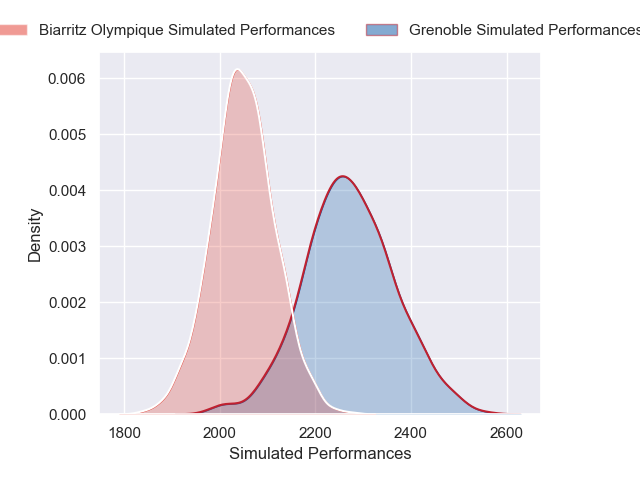 Biarritz Olympique Simulated Performances
Grenoble Simulated Performances
0.006
0.005
0.004
0.003
0.002
0.001
0.000
Density
1800 2000 2200 2400 2600
Simulated Performances